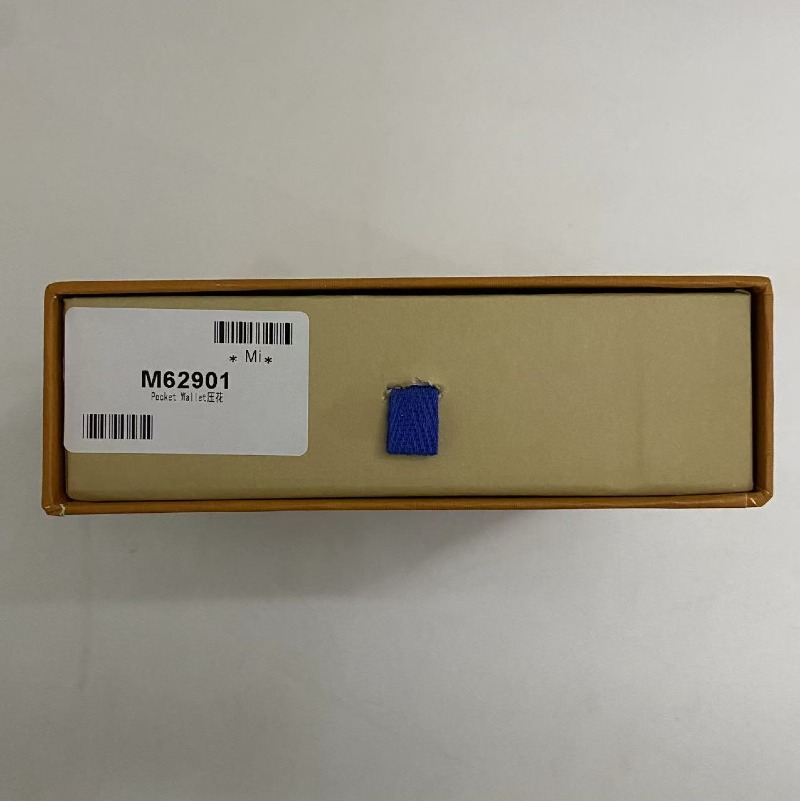 * Mi*
M62901
Pocket Wallet压花